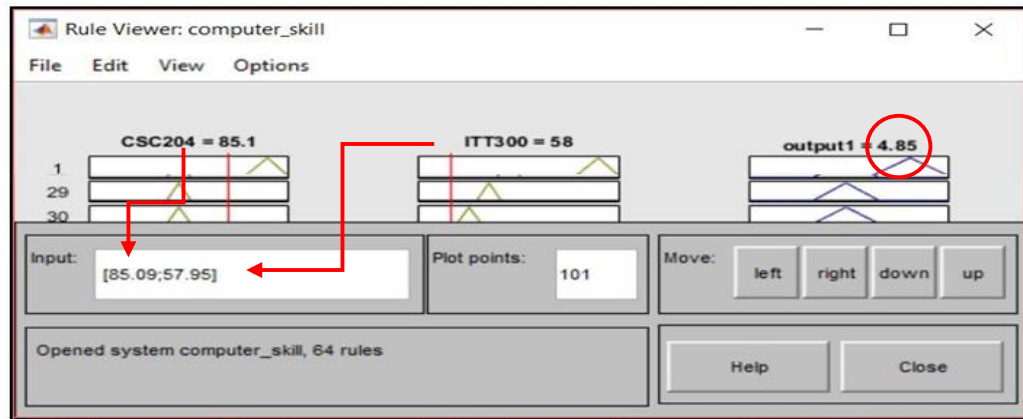 Rule Viewer: computer_skill
File Edit View Options
CSC204 = 85.1 ITT300 = 58 output1 = 4.85
1
29
30
Input: [85.09;57.95] Plot points: 101 Move: left right down up
Opened system computer_skill, 64 rules Help Close